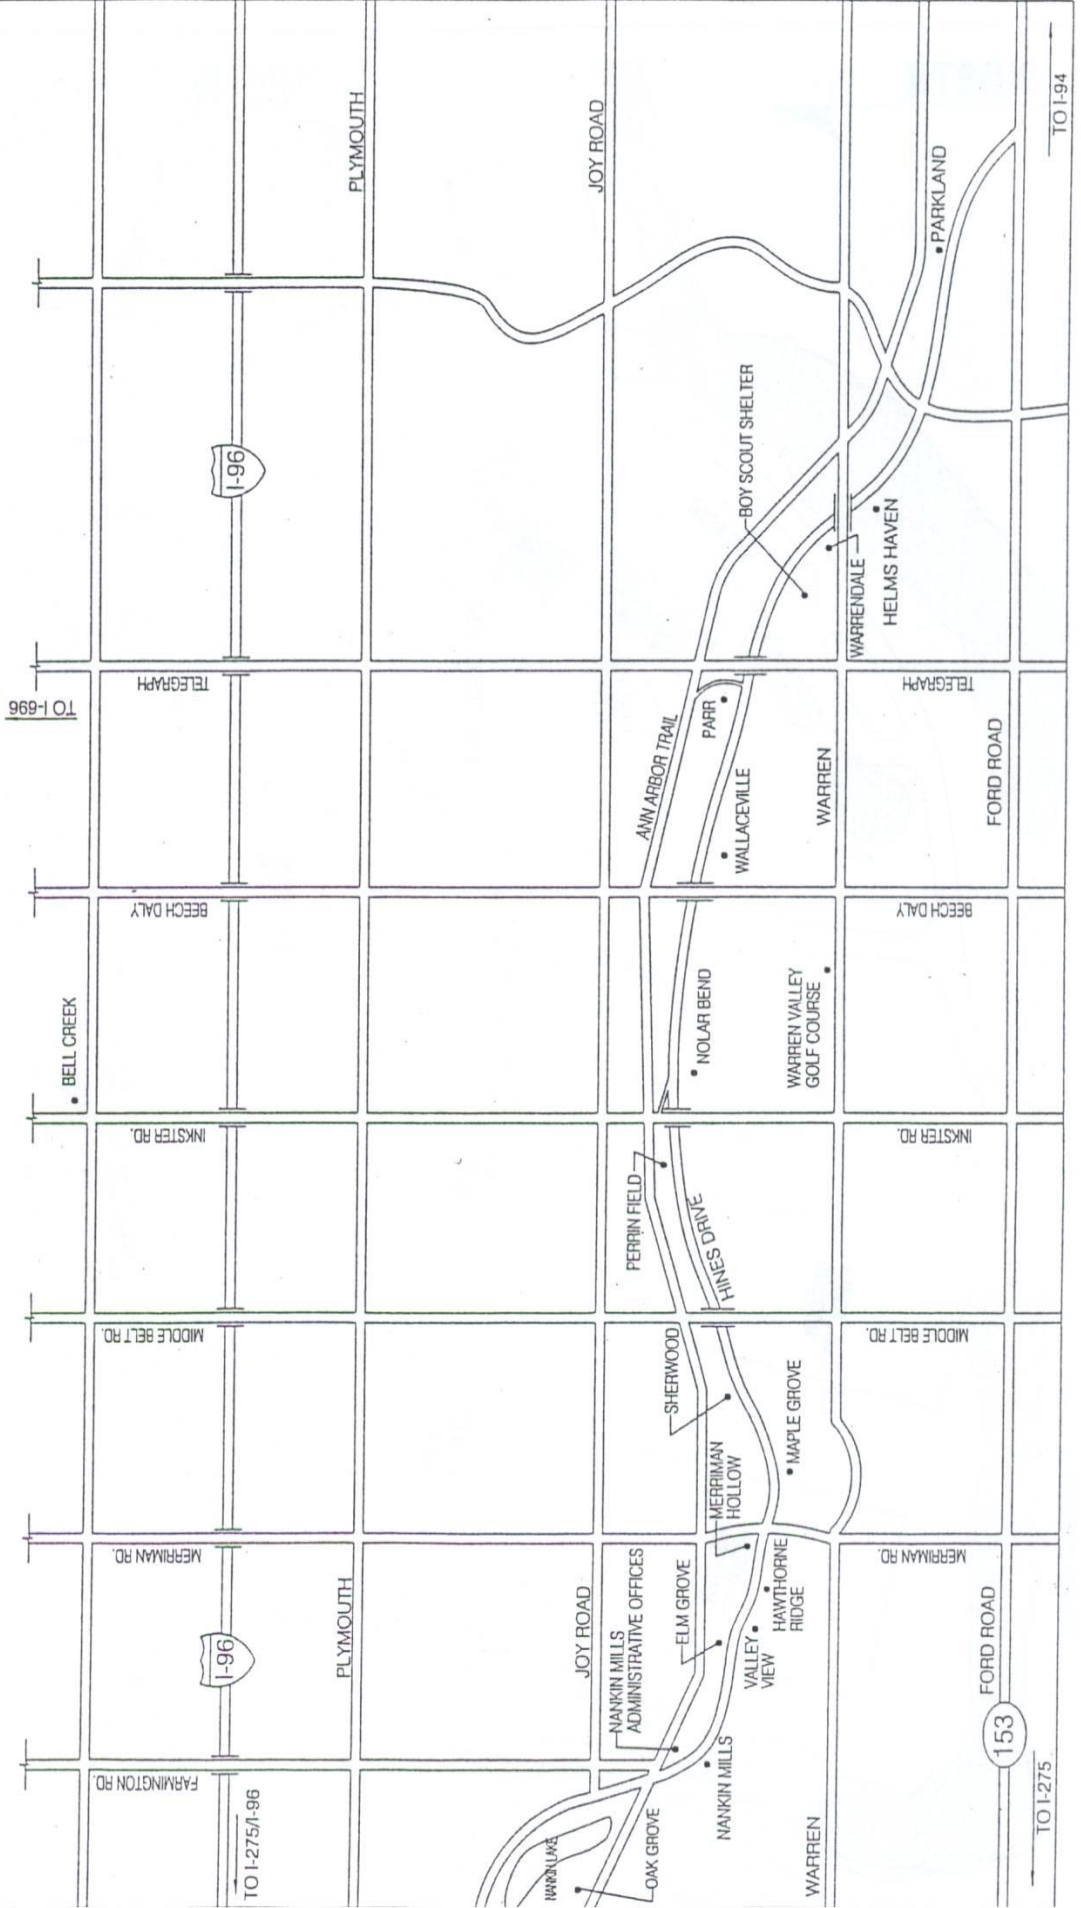 TO I-696
BELL CREEK
FARMINGTON RD.
MERRIMAN RD.
MIDDLE BELT RD.
INKSTER RD.
BEECH DALY
TELEGRAPH
TO I-275/I-96
I-96
I-96
PLYMOUTH
PLYMOUTH
JOY ROAD
JOY ROAD
NANKIN LAKE
OAK GROVE
NANKIN MILLS
ADMINISTRATIVE OFFICES
ELM GROVE
NANKIN MILLS
VALLEY
VIEW
HAWTHORNE
RIDGE
MERRIMAN
HOLLOW
SHERWOOD
MAPLE GROVE
PERRIN FIELD
HINES DRIVE
NOLAR BEND
WARREN VALLEY
GOLF COURSE
ANN ARBOR TRAIL
WALLACEVILLE
PARR
BOY SCOUT SHELTER
WARRENDALE
HELMS HAVEN
PARKLAND
WARREN
WARREN
MERRIMAN RD.
MIDDLE BELT RD.
INKSTER RD.
BEECH DALY
TELEGRAPH
FORD ROAD
FORD ROAD
153
TO I-275
TO I-94